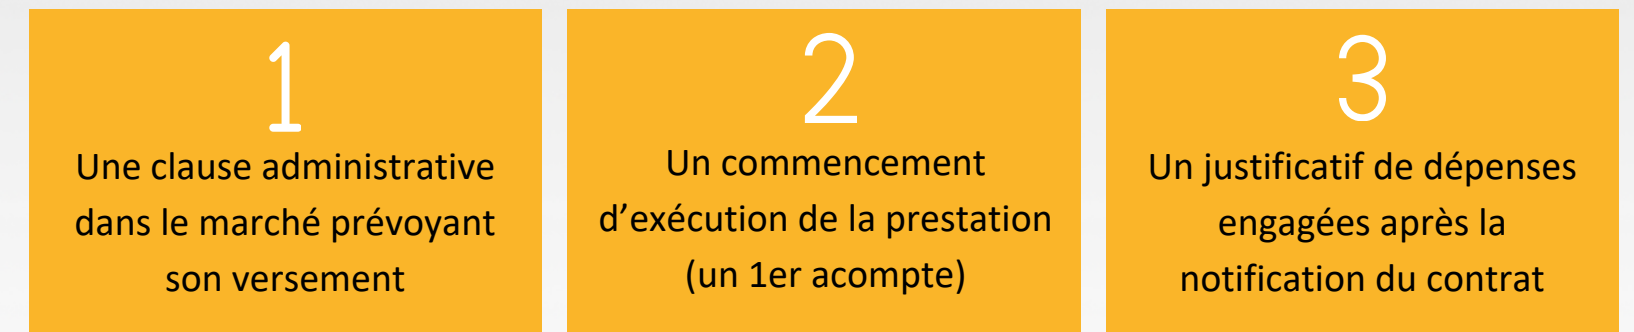 1
Une clause administrative
dans le marché prévoyant
son versement
2
Un commencement
d’exécution de la prestation
(un 1er acompte)
3
Un justificatif de dépenses
engagées après la
notification du contrat